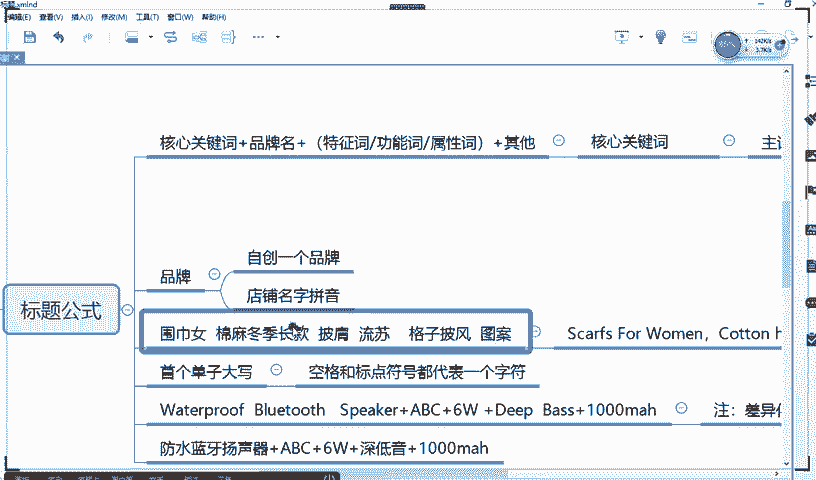 标题.xmind
编辑(E) 查看(V) 插入(I) 修改(M) 工具(T) 窗口(W) 帮助(H)
核心关键词+品牌名+（特征词/功能词/属性词）+其他
核心关键词
品牌
自创一个品牌
店铺名字拼音
标题公式
围巾女 棉麻冬季长款 披肩 流苏 格子披风 图案
Scarfs For Women，Cotton
首个单子大写
空格和标点符号都代表一个字符
Waterproof Bluetooth Speaker+ABC+6W +Deep Bass+1000mah
注：差异
防水蓝牙扬声器+ABC+6W+深低音+1000mah